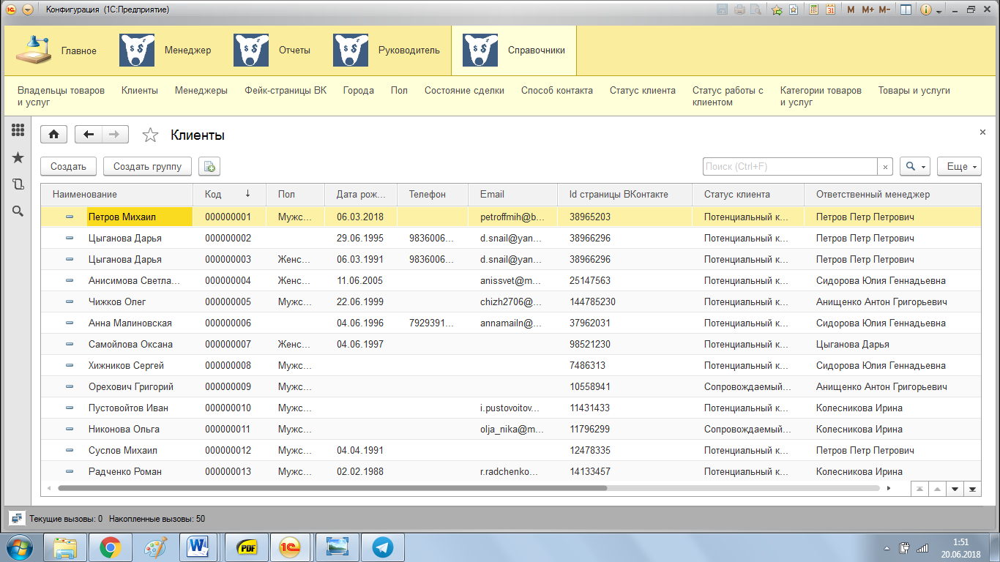 Конфигурация (1С:Предприятие)
M M+ M-
Главное Менеджер Отчеты Руководитель Справочники
Владельцы товаров и услуг Клиенты Менеджеры Фейк-страницы ВК Города Пол Состояние сделки Способ контакта Статус клиента Статус работы с клиентом Категории товаров и услуг Товары и услуги
Клиенты
Создать Создать группу Поиск (Ctrl+F) Еще
Наименование Код Пол Дата рож... Телефон Email Id страницы ВКонтакте Статус клиента Ответственный менеджер
Петров Михаил 000000001 Мужс... 06.03.2018 petroffmih@b... 38965203 Потенциальный к... Петров Петр Петрович
Цыганова Дарья 000000002 29.06.1995 9836006... d.snail@yan... 38966296 Потенциальный к... Петров Петр Петрович
Цыганова Дарья 000000003 Женс... 06.03.1991 9836006... d.snail@yan... 38966296 Потенциальный к... Петров Петр Петрович
Анисимова Светла... 000000004 Женс... 11.06.2005 anissvet@m... 25147563 Потенциальный к... Сидорова Юлия Геннадьевна
Чижков Олег 000000005 Мужс... 22.06.1999 chizh2706@... 144785230 Потенциальный к... Анищенко Антон Григорьевич
Анна Малиновская 000000006 04.06.1996 7929391... annamailn@... 37962031 Потенциальный к... Сидорова Юлия Геннадьевна
Самойлова Оксана 000000007 Женс... 04.06.1997 98521230 Потенциальный к... Цыганова Дарья
Хижников Сергей 000000008 Мужс... 7486313 Потенциальный к... Сидорова Юлия Геннадьевна
Орехович Григорий 000000009 Мужс... 10558941 Сопровождаемый... Анищенко Антон Григорьевич
Пустовойтов Иван 000000010 Мужс... i.pustovoitov... 11431433 Потенциальный к... Колесникова Ирина
Никонова Ольга 000000011 Мужс... olja_nika@m... 11796299 Сопровождаемый... Колесникова Ирина
Суслов Михаил 000000012 Мужс... 04.04.1991 12478335 Потенциальный к... Петров Петр Петрович
Радченко Роман 000000013 Мужс... 02.02.1988 r.radchenko... 14133457 Потенциальный к... Колесникова Ирина
Текущие вызовы: 0 Накопленные вызовы: 50
PDF 1С
1:51
20.06.2018